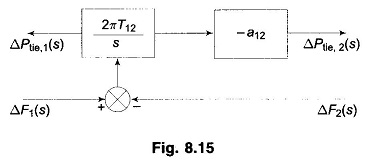 ΔPtie,1(s)
2πT12
s
−a12
ΔPtie, 2(s)
ΔF1(s)
+
−
ΔF2(s)
Fig. 8.15